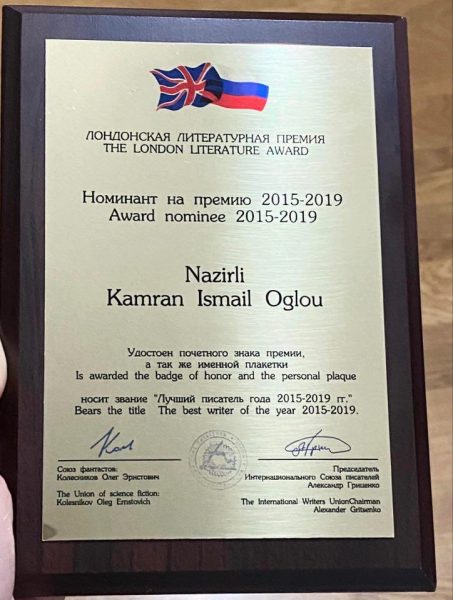 ЛОНДОНСКАЯ ЛИТЕРАТУРНАЯ ПРЕМИЯ
THE LONDON LITERATURE AWARD
Номинант на премию 2015-2019
Award nominee 2015-2019
Nazirli
Kamran Ismail Oglou
Удостоен почетного знака премии,
а так же именной плакетки
Is awarded the badge of honor and the personal plaque
носит звание "Лучший писатель года 2015-2019 гг."
Bears the title The best writer of the year 2015-2019.
Союз фантастов:
Колесников Олег Эрнстович
The Union of science fiction:
Kolesnikov Oleg Ernstovich
Председатель
Интернационального Союза писателей
Александр Гриценко
The International Writers UnionChairman
Alexander Gritsenko